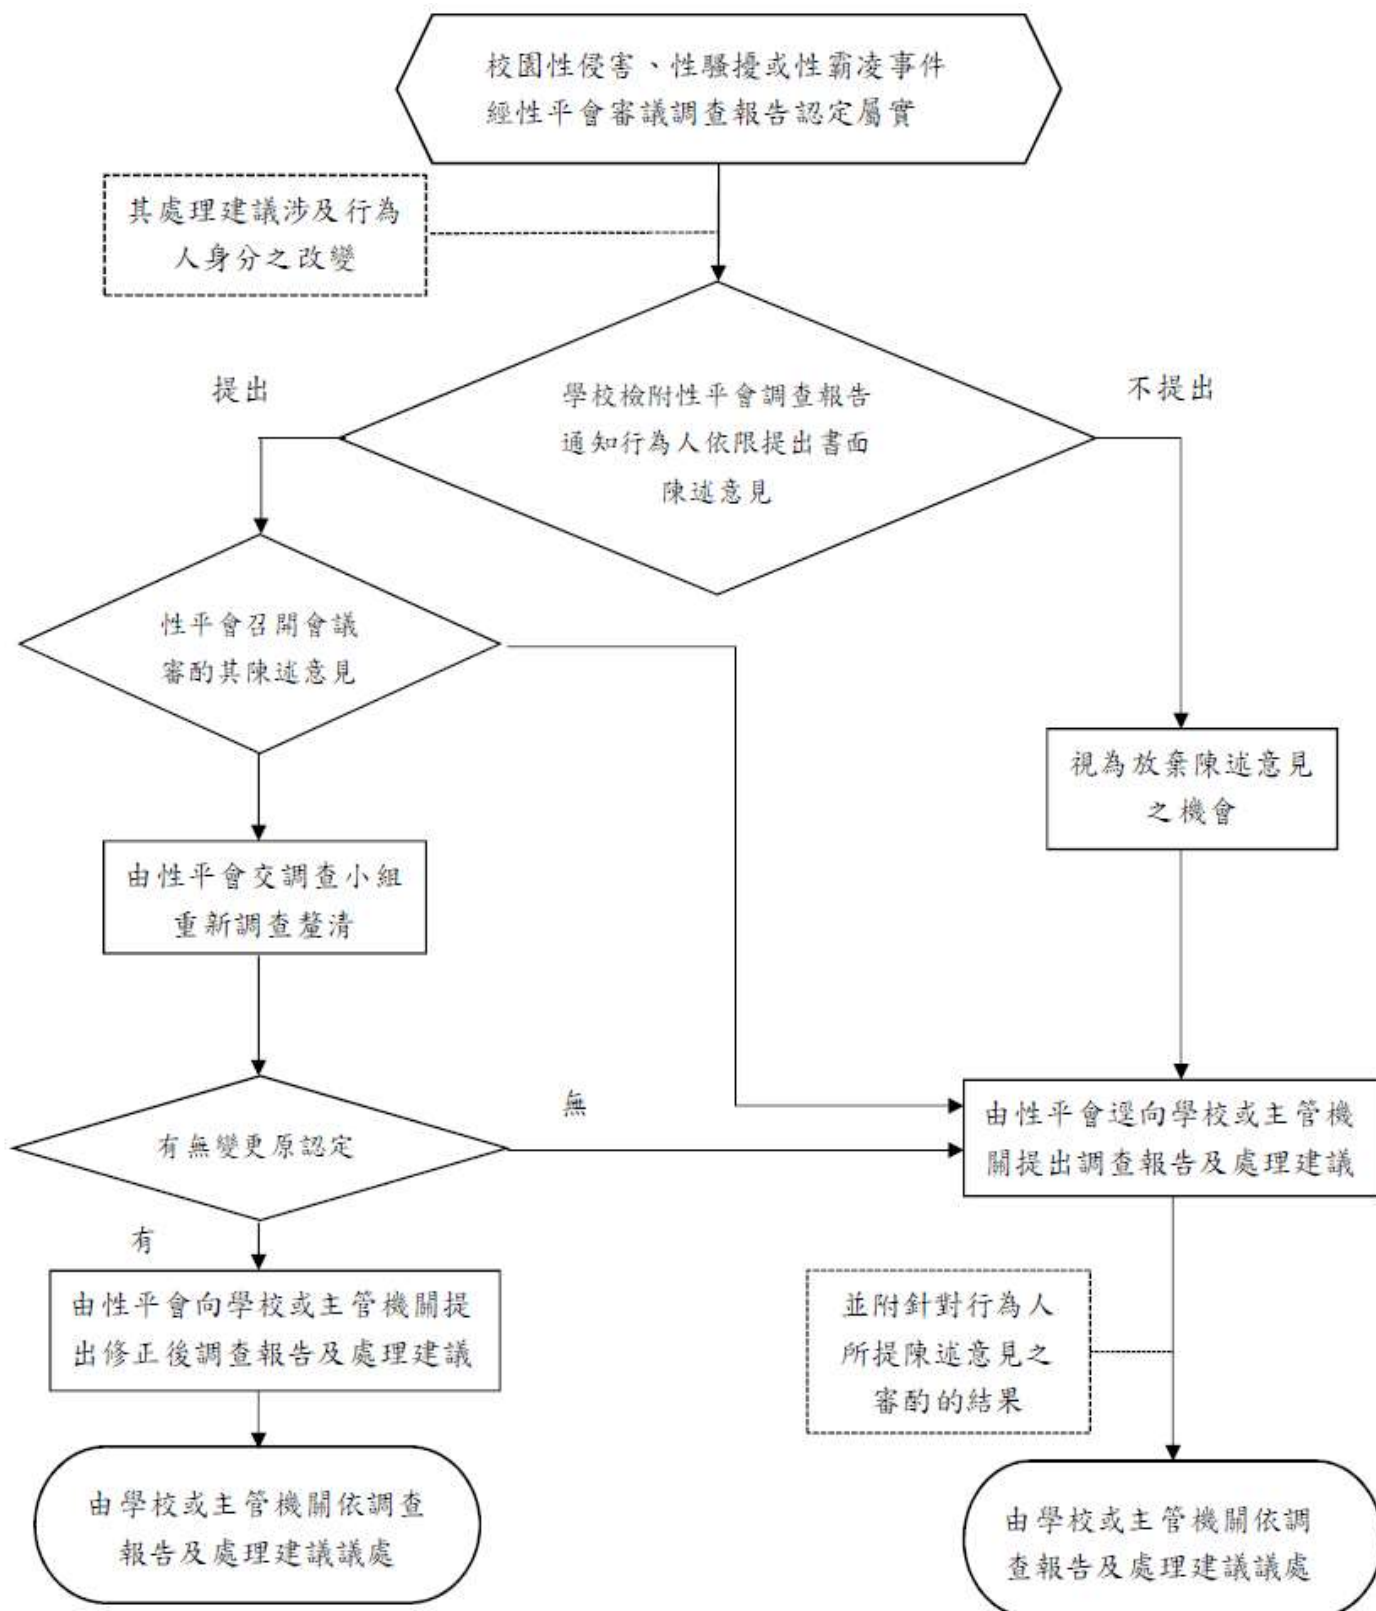 校園性侵害、性騷擾或性霸凌事件
經性平會審議調查報告認定屬實
其處理建議涉及行為
人身分之改變
提出
不提出
學校檢附性平會調查報告
通知行為人依限提出書面
陳述意見
性平會召開會議
審酌其陳述意見
視為放棄陳述意見
之機會
由性平會交調查小組
重新調查釐清
無
有無變更原認定
由性平會逕向學校或主管機
關提出調查報告及處理建議
有
由性平會向學校或主管機關提
出修正後調查報告及處理建議
並附針對行為人
所提陳述意見之
審酌的結果
由學校或主管機關依調查
報告及處理建議議處
由學校或主管機關依調
查報告及處理建議議處